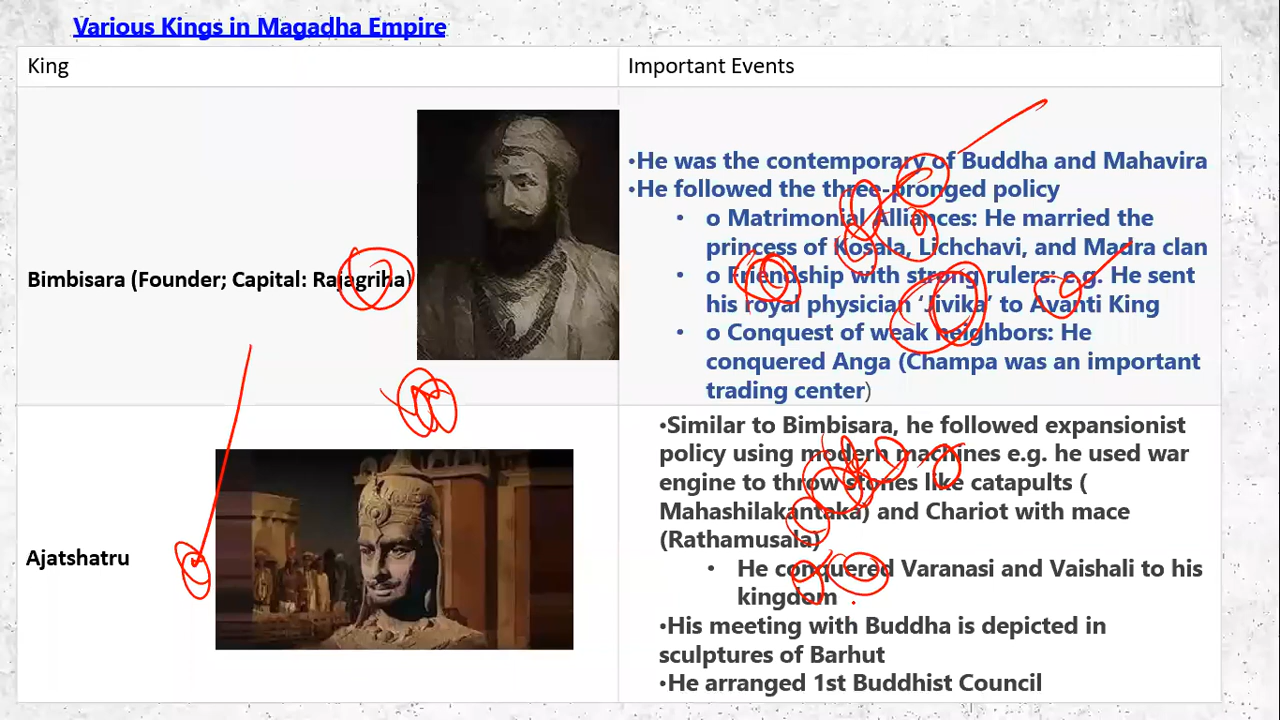 Various Kings in Magadha Empire
King
Important Events
Bimbisara (Founder; Capital: Rajagriha)
•He was the contemporary of Buddha and Mahavira
•He followed the three-pronged policy
• o Matrimonial Alliances: He married the
princess of Kosala, Lichchavi, and Madra clan
• o Friendship with strong rulers: e.g. He sent
his royal physician ‘Jivika’ to Avanti King
• o Conquest of weak neighbors: He
conquered Anga (Champa was an important
trading center)
Ajatshatru
•Similar to Bimbisara, he followed expansionist
policy using modern machines e.g. he used war
engine to throw stones like catapults (
Mahashilakantaka) and Chariot with mace
(Rathamusala)
• He conquered Varanasi and Vaishali to his
kingdom
•His meeting with Buddha is depicted in
sculptures of Barhut
•He arranged 1st Buddhist Council